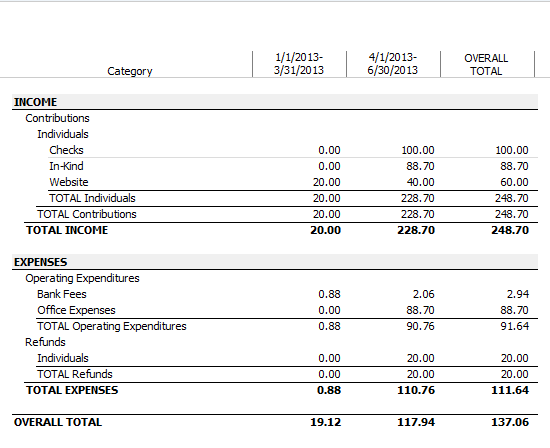 Category 1/1/2013- 3/31/2013 4/1/2013- 6/30/2013 OVERALL TOTAL
INCOME
Contributions
Individuals
Checks 0.00 100.00 100.00
In-Kind 0.00 88.70 88.70
Website 20.00 40.00 60.00
TOTAL Individuals 20.00 228.70 248.70
TOTAL Contributions 20.00 228.70 248.70
TOTAL INCOME 20.00 228.70 248.70
EXPENSES
Operating Expenditures
Bank Fees 0.88 2.06 2.94
Office Expenses 0.00 88.70 88.70
TOTAL Operating Expenditures 0.88 90.76 91.64
Refunds
Individuals 0.00 20.00 20.00
TOTAL Refunds 0.00 20.00 20.00
TOTAL EXPENSES 0.88 110.76 111.64
OVERALL TOTAL 19.12 117.94 137.06